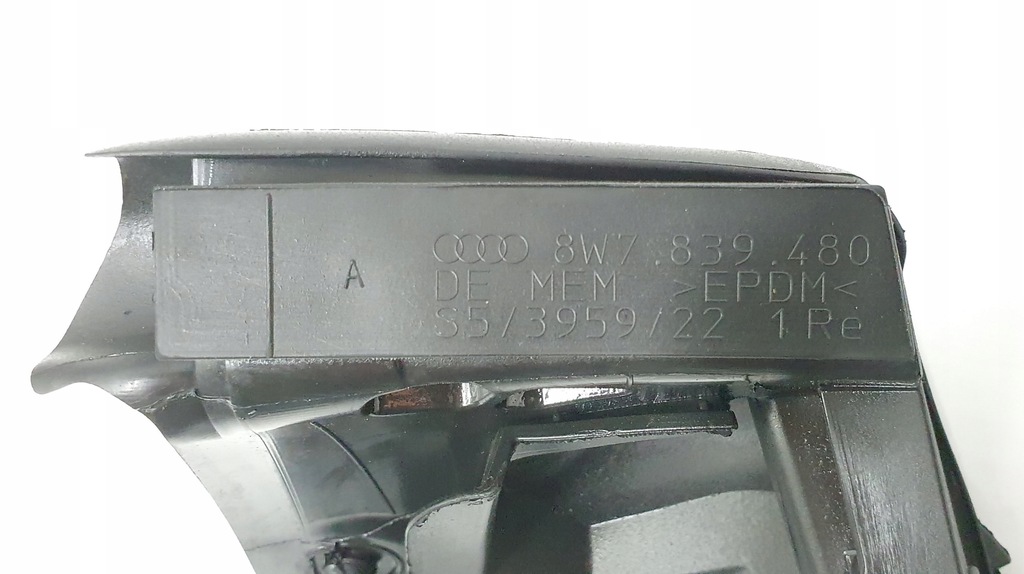 A
8W7.839.480
DE MEM >EPDM<
S5/3959/22 1Re